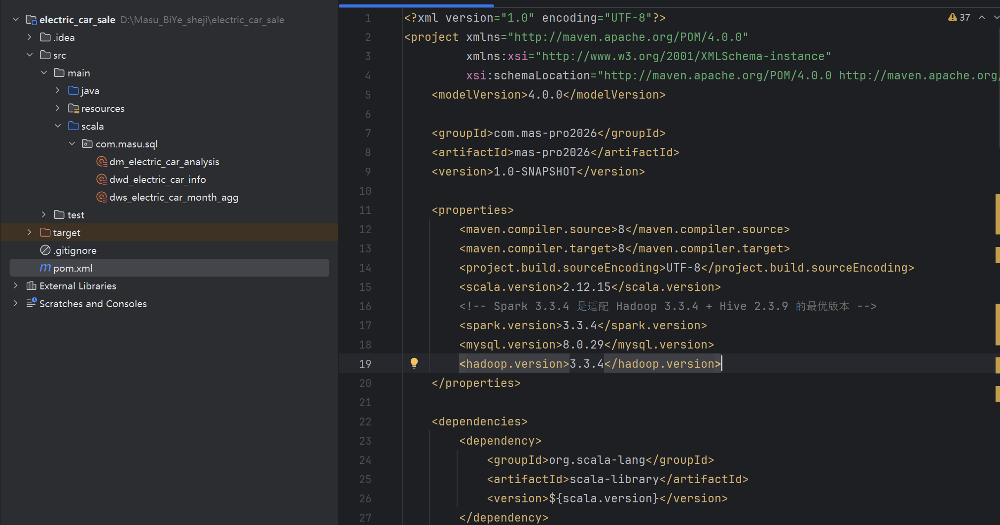 electric_car_sale D:\Masu_BiYe_sheji\electric_car_sale
.idea
src
main
java
resources
scala
com.masu.sql
dm_electric_car_analysis
dwd_electric_car_info
dws_electric_car_month_agg
test
target
.gitignore
pom.xml
External Libraries
Scratches and Consoles
37
1 <?xml version="1.0" encoding="UTF-8"?>
2 <project xmlns="http://maven.apache.org/POM/4.0.0"
3 xmlns:xsi="http://www.w3.org/2001/XMLSchema-instance"
4 xsi:schemaLocation="http://maven.apache.org/POM/4.0.0 http://maven.apache.org/
5 <modelVersion>4.0.0</modelVersion>
6
7 <groupId>com.mas-pro2026</groupId>
8 <artifactId>mas-pro2026</artifactId>
9 <version>1.0-SNAPSHOT</version>
10
11 <properties>
12 <maven.compiler.source>8</maven.compiler.source>
13 <maven.compiler.target>8</maven.compiler.target>
14 <project.build.sourceEncoding>UTF-8</project.build.sourceEncoding>
15 <scala.version>2.12.15</scala.version>
16 <!-- Spark 3.3.4 是适配 Hadoop 3.3.4 + Hive 2.3.9 的最优版本 -->
17 <spark.version>3.3.4</spark.version>
18 <mysql.version>8.0.29</mysql.version>
19 <hadoop.version>3.3.4</hadoop.version>
20 </properties>
21
22 <dependencies>
23 <dependency>
24 <groupId>org.scala-lang</groupId>
25 <artifactId>scala-library</artifactId>
26 <version>${scala.version}</version>
27 </dependency>